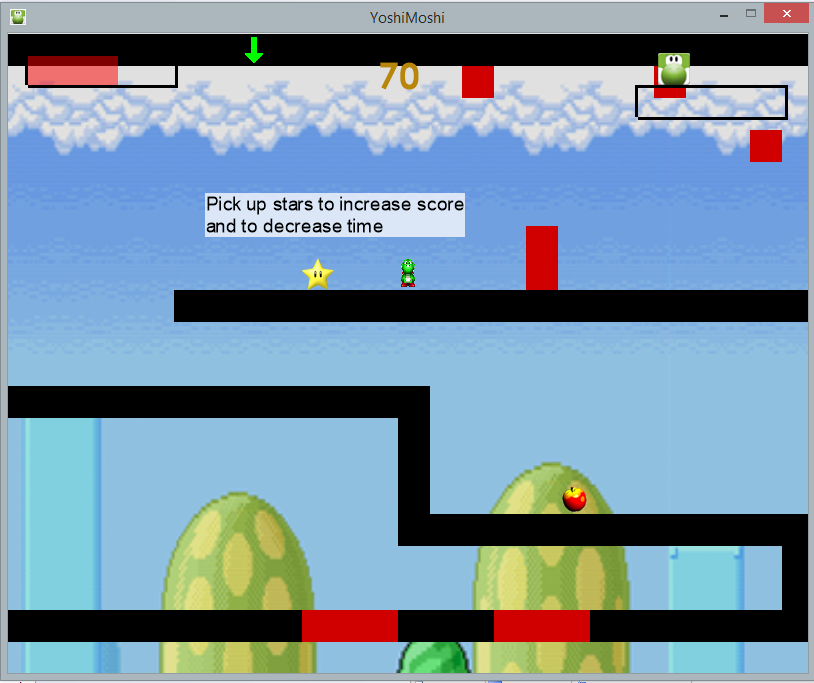 YoshiMoshi
70
Pick up stars to increase score
and to decrease time